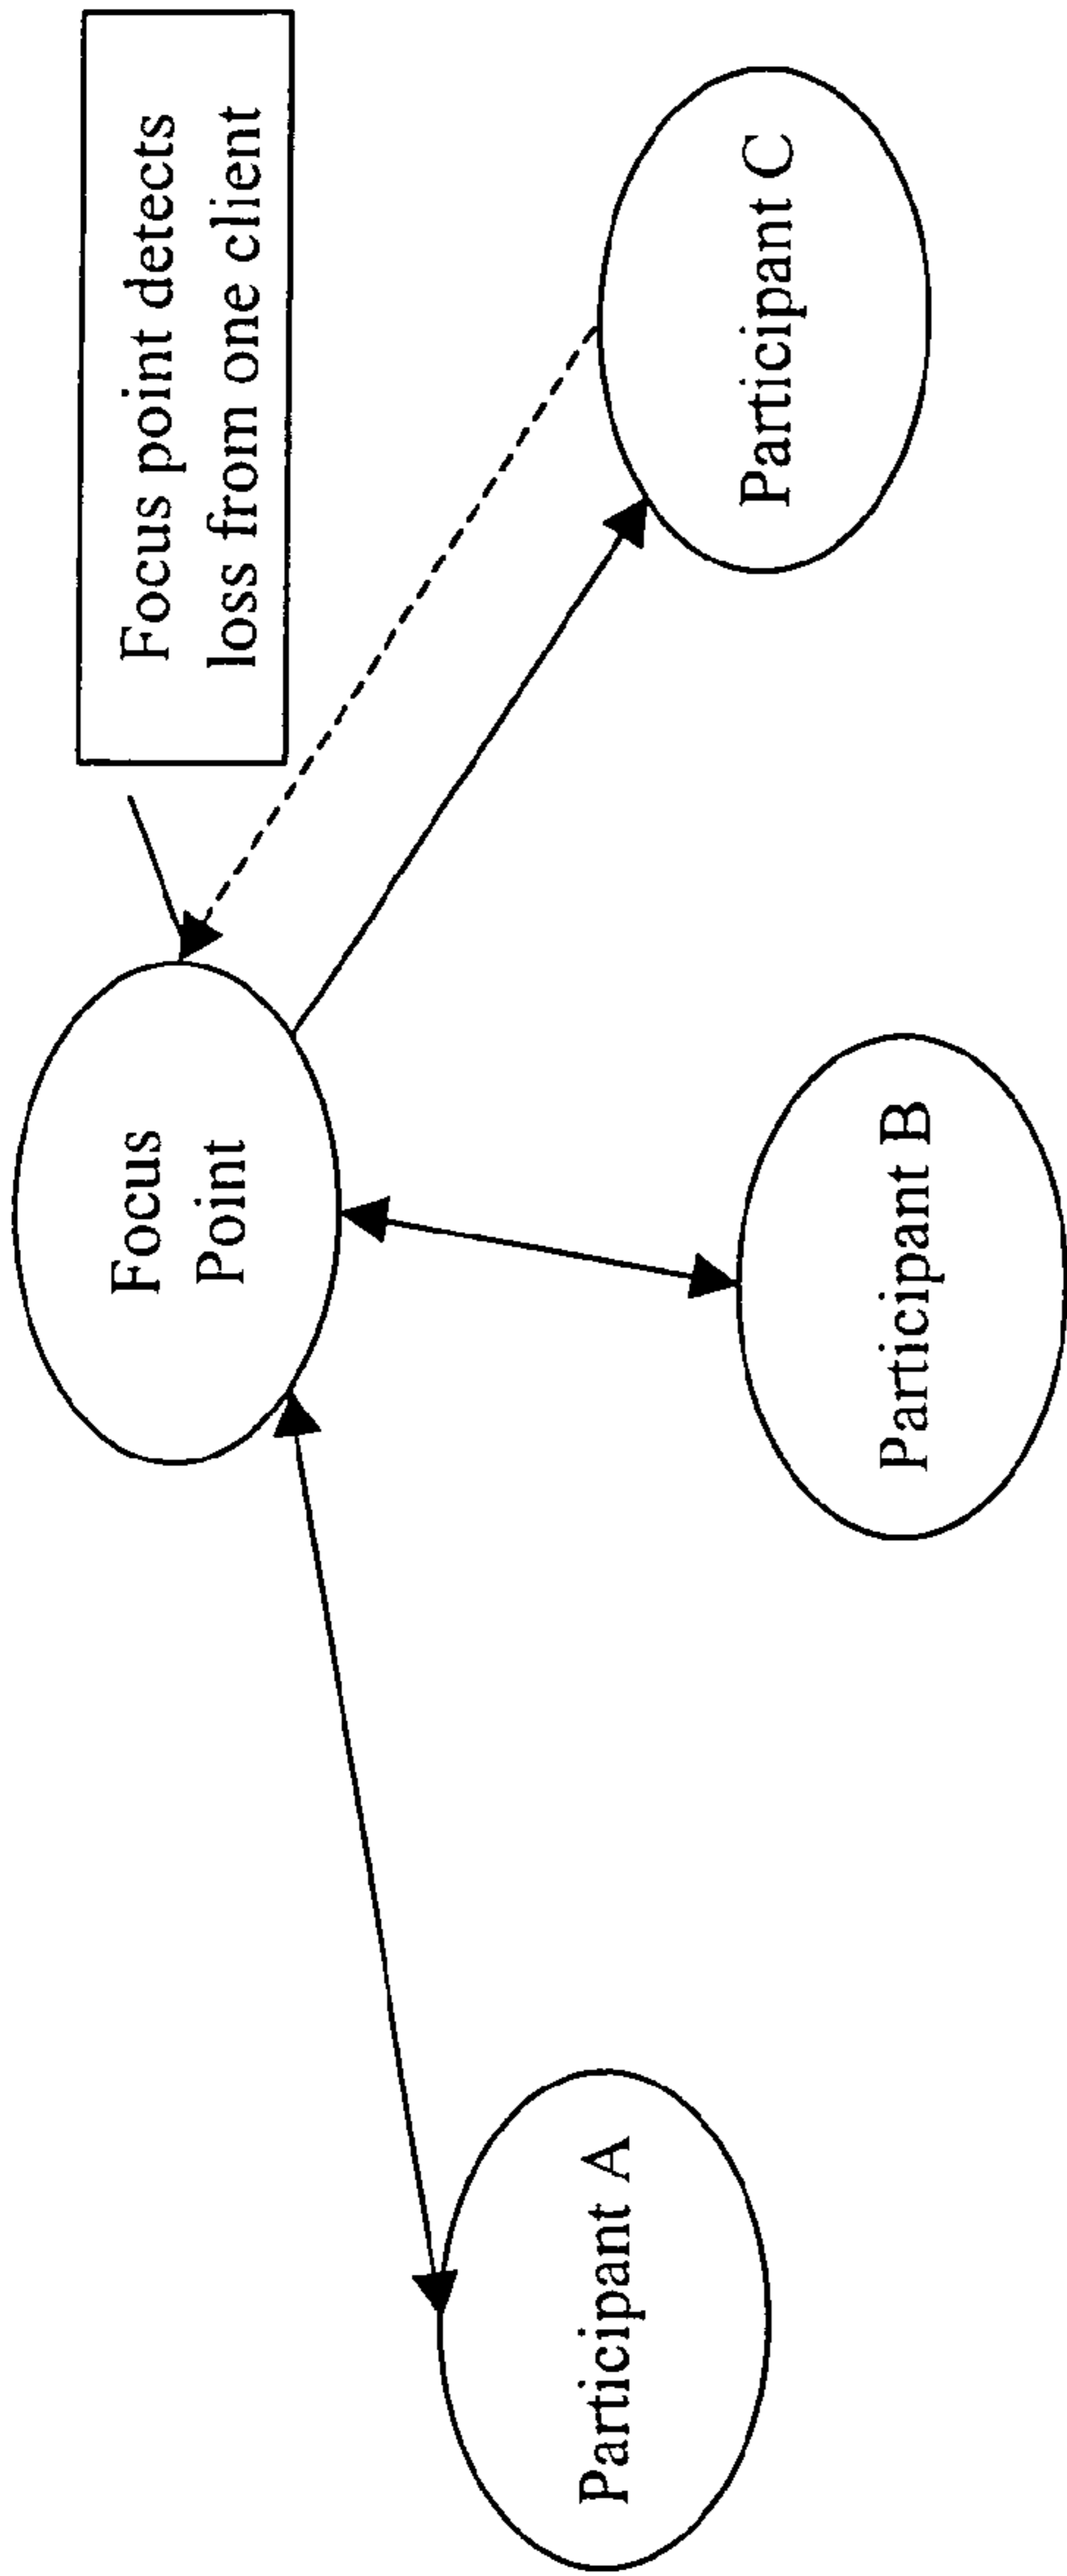 Focus point detects
loss from one client
Focus
Point
Participant A
Participant B
Participant C